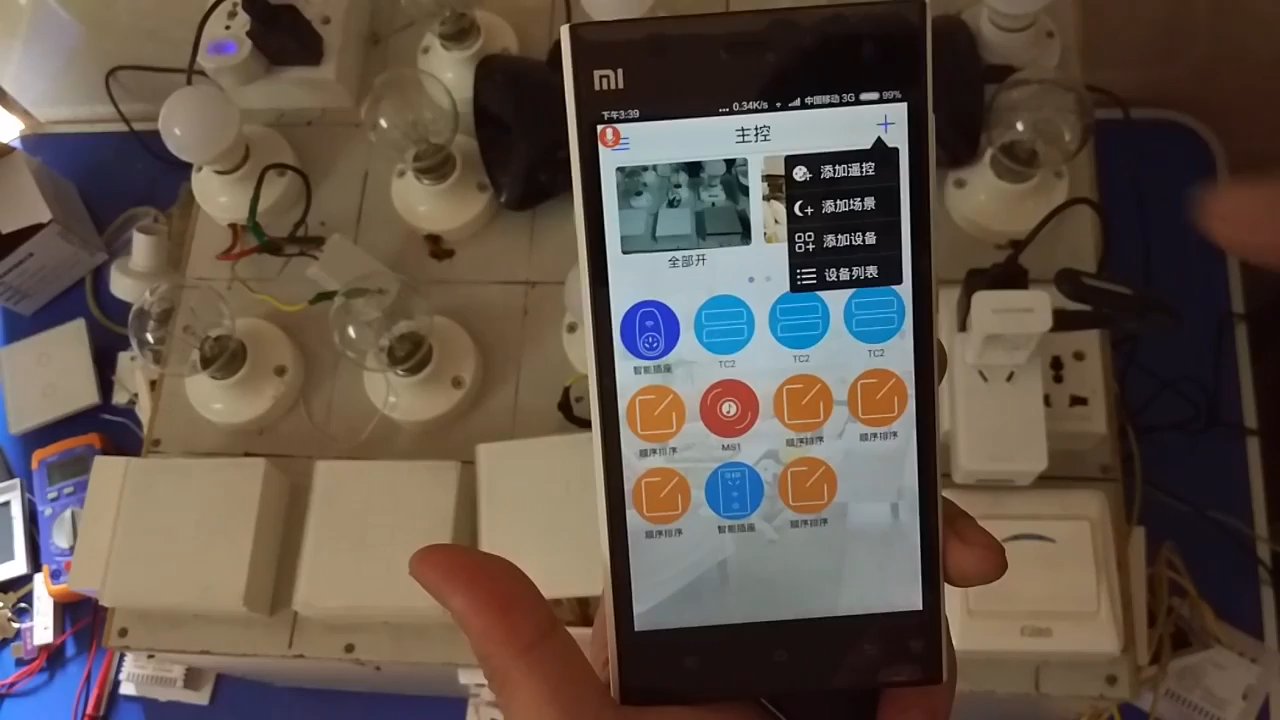 mi
下午3:39 ... 0.34K/s 中国移动 3G 99%
主控
+
添加遥控
添加场景
添加设备
设备列表
全部开
智能插座 TC2 TC2 TC2
顺序排序 MS1 顺序排序 顺序排序
顺序排序 智能插座 顺序排序